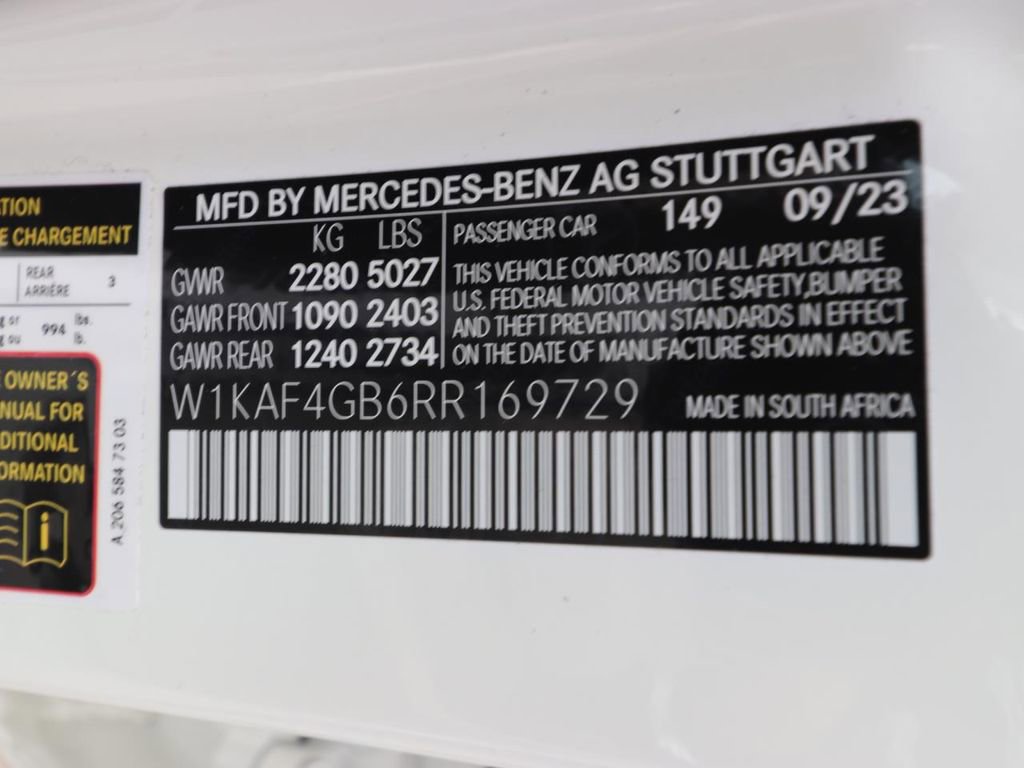 TION
E CHARGEMENT
REAR
ARRIÈRE 3
994 lbs.
lb.
OWNER´S
NUAL FOR
DITIONAL
ORMATION
i
A 206 584 73 03
MFD BY MERCEDES-BENZ AG STUTTGART
KG LBS
GVWR 2280 5027
GAWR FRONT 1090 2403
GAWR REAR 1240 2734
PASSENGER CAR 149 09/23
THIS VEHICLE CONFORMS TO ALL APPLICABLE
U.S. FEDERAL MOTOR VEHICLE SAFETY,BUMPER
AND THEFT PREVENTION STANDARDS IN EFFECT
ON THE DATE OF MANUFACTURE SHOWN ABOVE
W1KAF4GB6RR169729 MADE IN SOUTH AFRICA